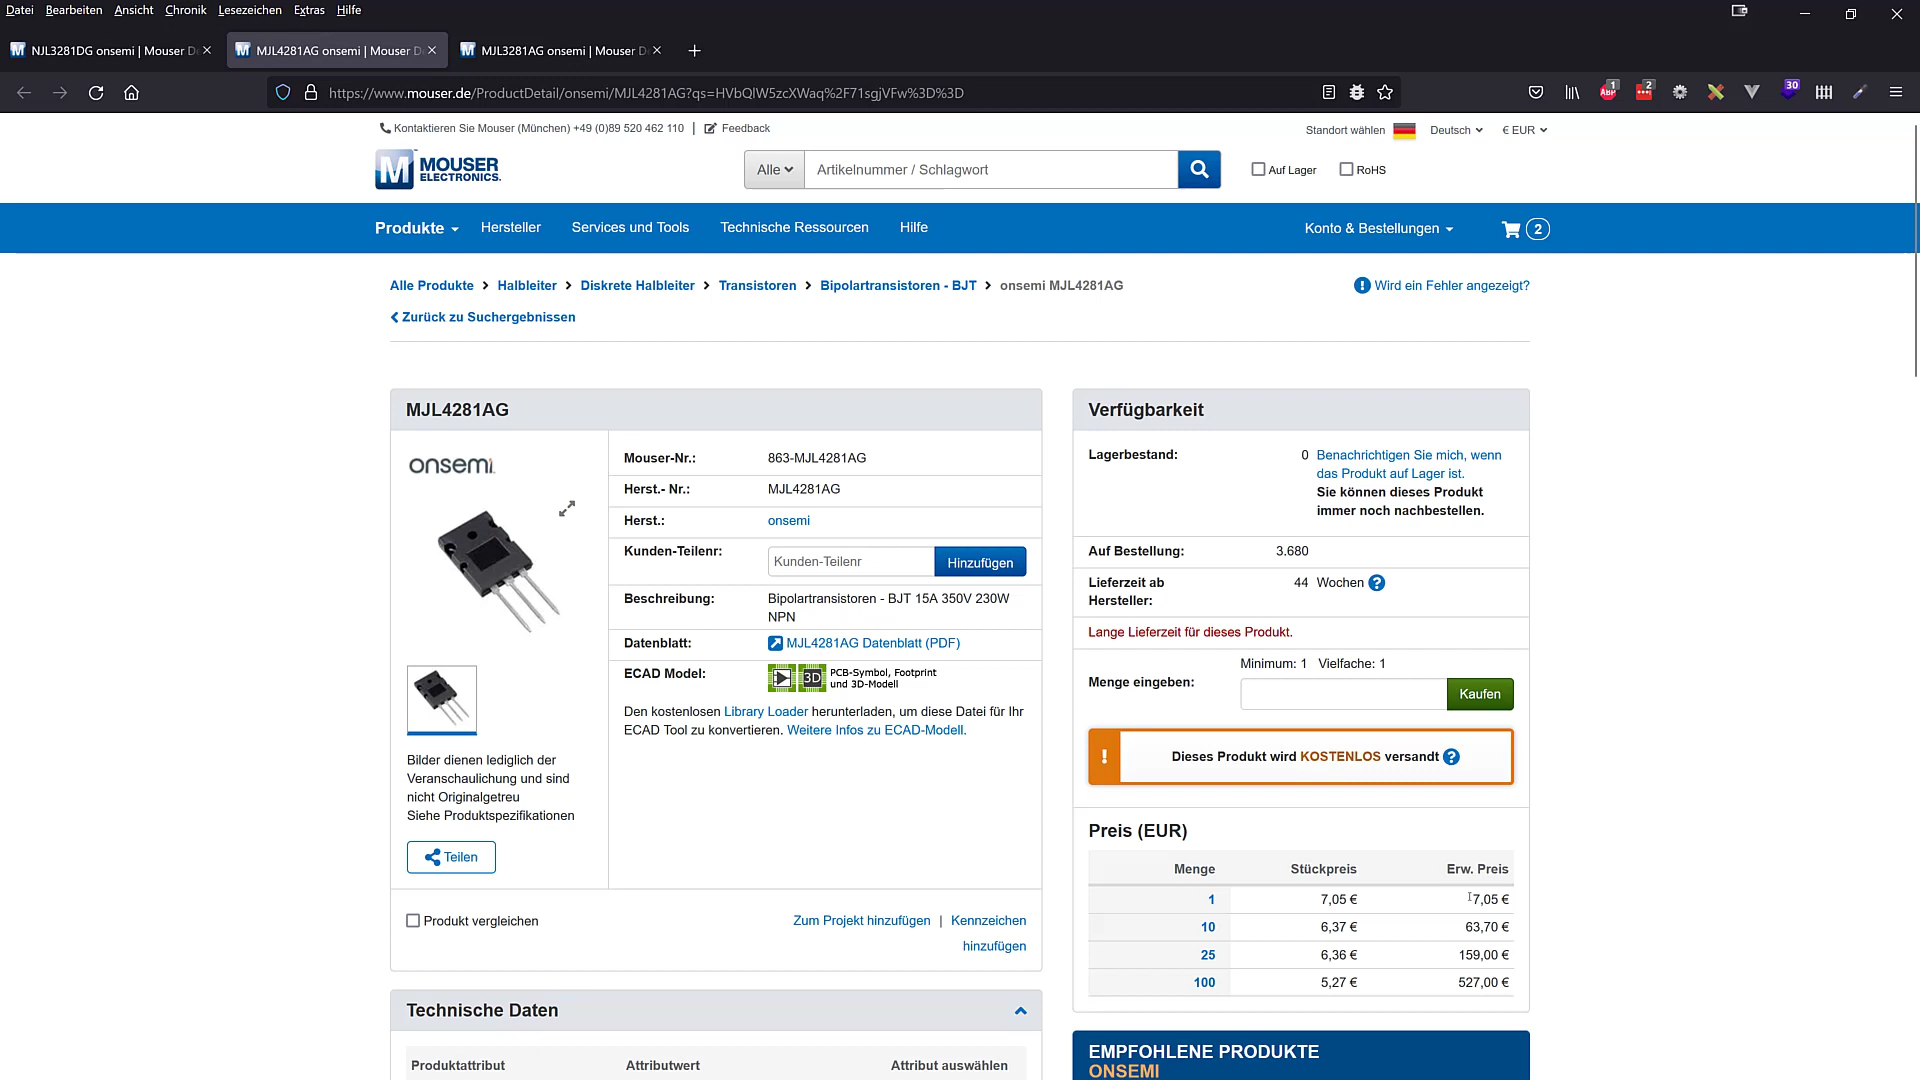 Datei Bearbeiten Ansicht Chronik Lesezeichen Extras Hilfe
NJL3281DG onsemi | Mouser D
MJL4281AG onsemi | Mouser D
MJL3281AG onsemi | Mouser D
https://www.mouser.de/ProductDetail/onsemi/MJL4281AG?qs=HVbQlW5zcXWaq%2F71sgjVFw%3D%3D
ABP 1 2 30
Kontaktieren Sie Mouser (München) +49 (0)89 520 462 110 | Feedback
Standort wählen Deutsch € EUR
M MOUSER
ELECTRONICS.
Alle Artikelnummer / Schlagwort
Auf Lager RoHS
Produkte Hersteller Services und Tools Technische Ressourcen Hilfe
Konto & Bestellungen 2
Alle Produkte Halbleiter Diskrete Halbleiter Transistoren Bipolartransistoren - BJT onsemi MJL4281AG
Wird ein Fehler angezeigt?
Zurück zu Suchergebnissen
MJL4281AG
onsemi
Mouser-Nr.: 863-MJL4281AG
Herst.- Nr.: MJL4281AG
Herst.: onsemi
Kunden-Teilenr: Kunden-Teilenr Hinzufügen
Beschreibung: Bipolartransistoren - BJT 15A 350V 230W
NPN
Datenblatt: MJL4281AG Datenblatt (PDF)
ECAD Model: 3D PCB-Symbol, Footprint
und 3D-Modell
Den kostenlosen Library Loader herunterladen, um diese Datei für Ihr
ECAD Tool zu konvertieren. Weitere Infos zu ECAD-Modell.
Bilder dienen lediglich der
Veranschaulichung und sind
nicht Originalgetreu
Siehe Produktspezifikationen
Teilen
Produkt vergleichen
Zum Projekt hinzufügen | Kennzeichen
hinzufügen
Technische Daten
Produktattribut Attributwert Attribut auswählen
Verfügbarkeit
Lagerbestand: 0 Benachrichtigen Sie mich, wenn
das Produkt auf Lager ist.
Sie können dieses Produkt
immer noch nachbestellen.
Auf Bestellung: 3.680
Lieferzeit ab
Hersteller: 44 Wochen
Lange Lieferzeit für dieses Produkt.
Minimum: 1 Vielfache: 1
Menge eingeben: Kaufen
! Dieses Produkt wird KOSTENLOS versandt
Preis (EUR)
Menge Stückpreis Erw. Preis
1 7,05 € 7,05 €
10 6,37 € 63,70 €
25 6,36 € 159,00 €
100 5,27 € 527,00 €
EMPFOHLENE PRODUKTE
ONSEMI